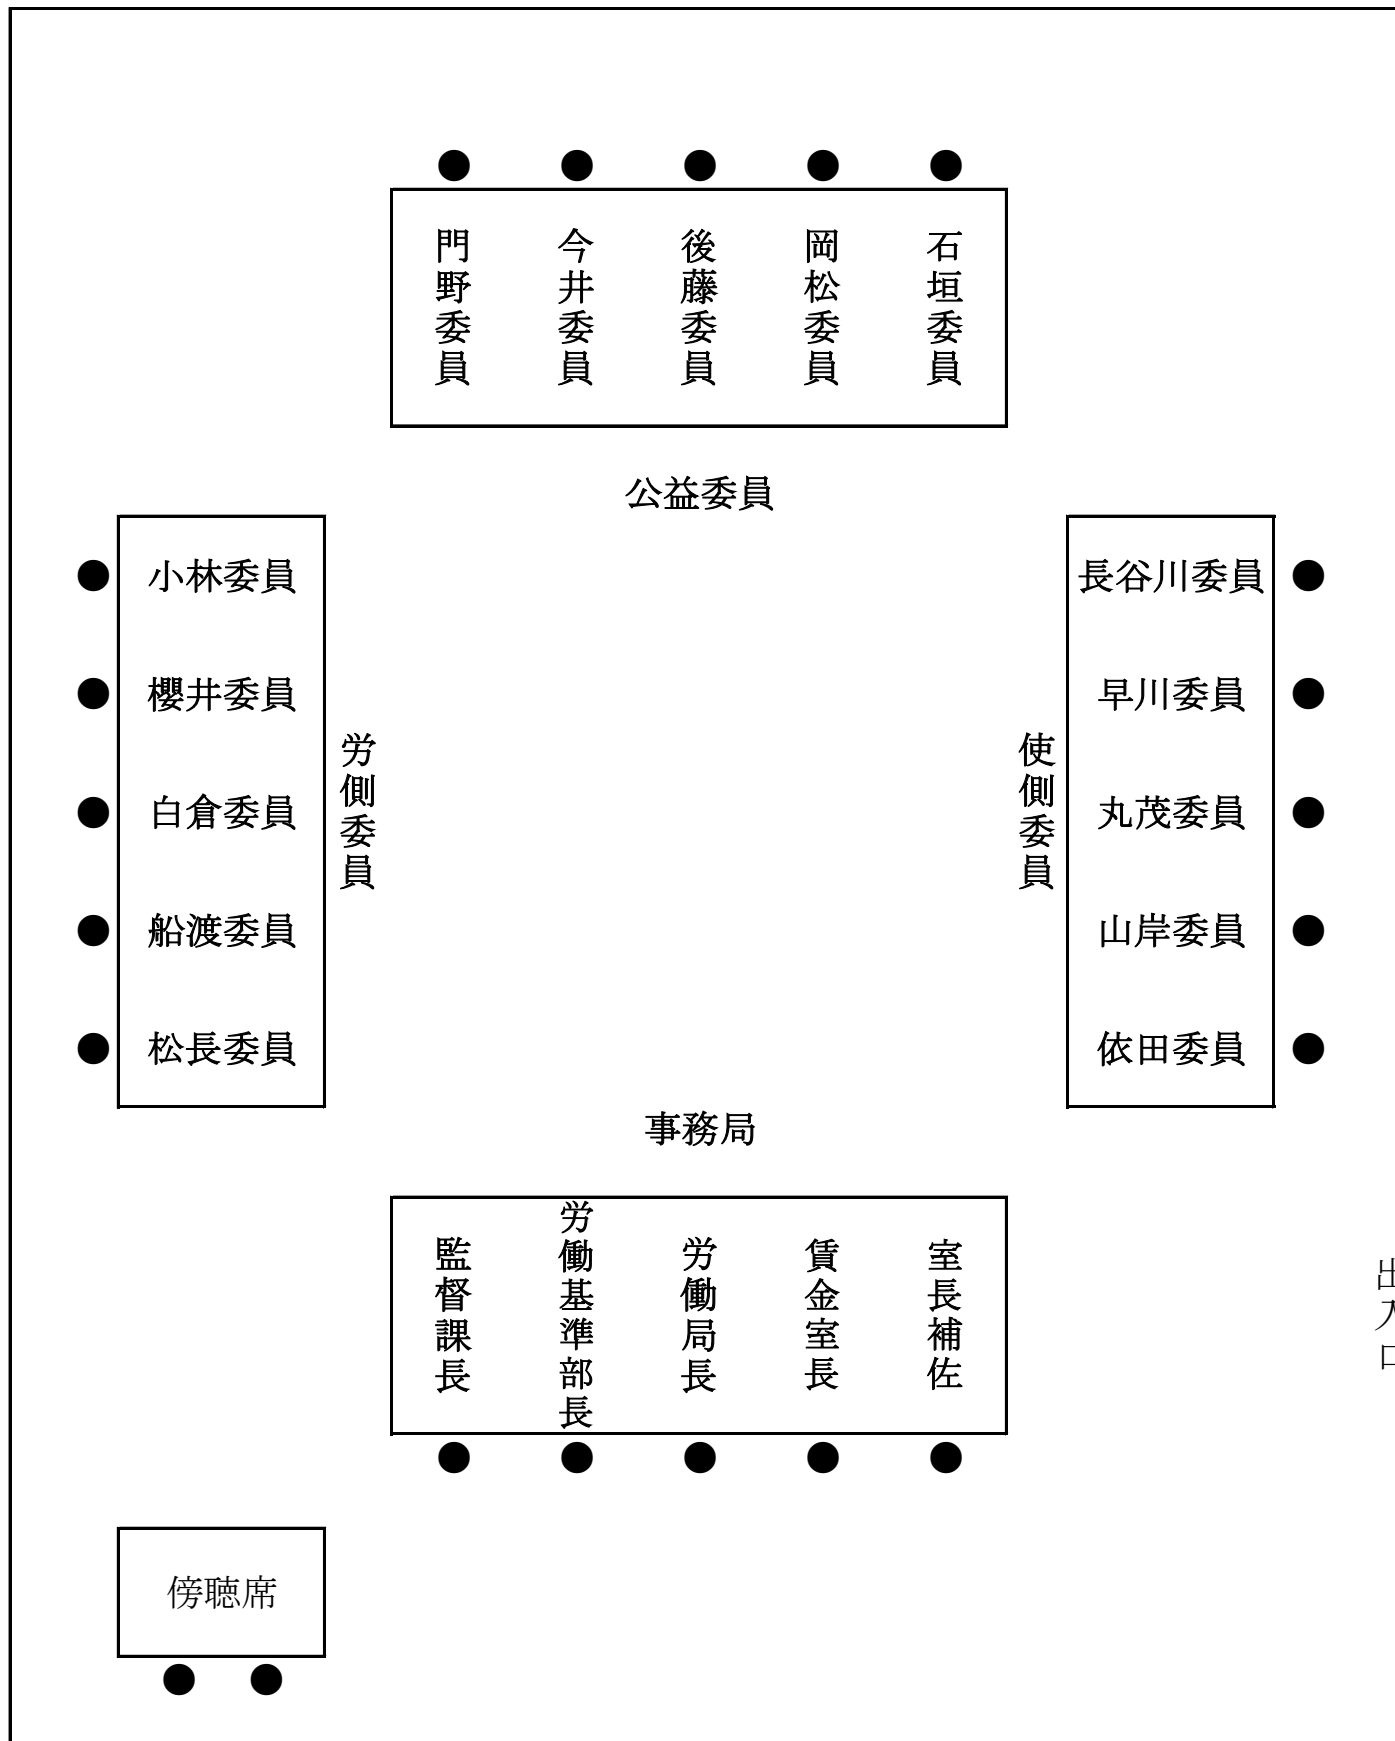 門野委員
今井委員
後藤委員
岡松委員
石垣委員
公益委員
小林委員
櫻井委員
白倉委員
船渡委員
松長委員
労側委員
使側委員
長谷川委員
早川委員
丸茂委員
山岸委員
依田委員
事務局
監督課長
労働基準部長
労働局長
賃金室長
室長補佐
出入口
傍聴席